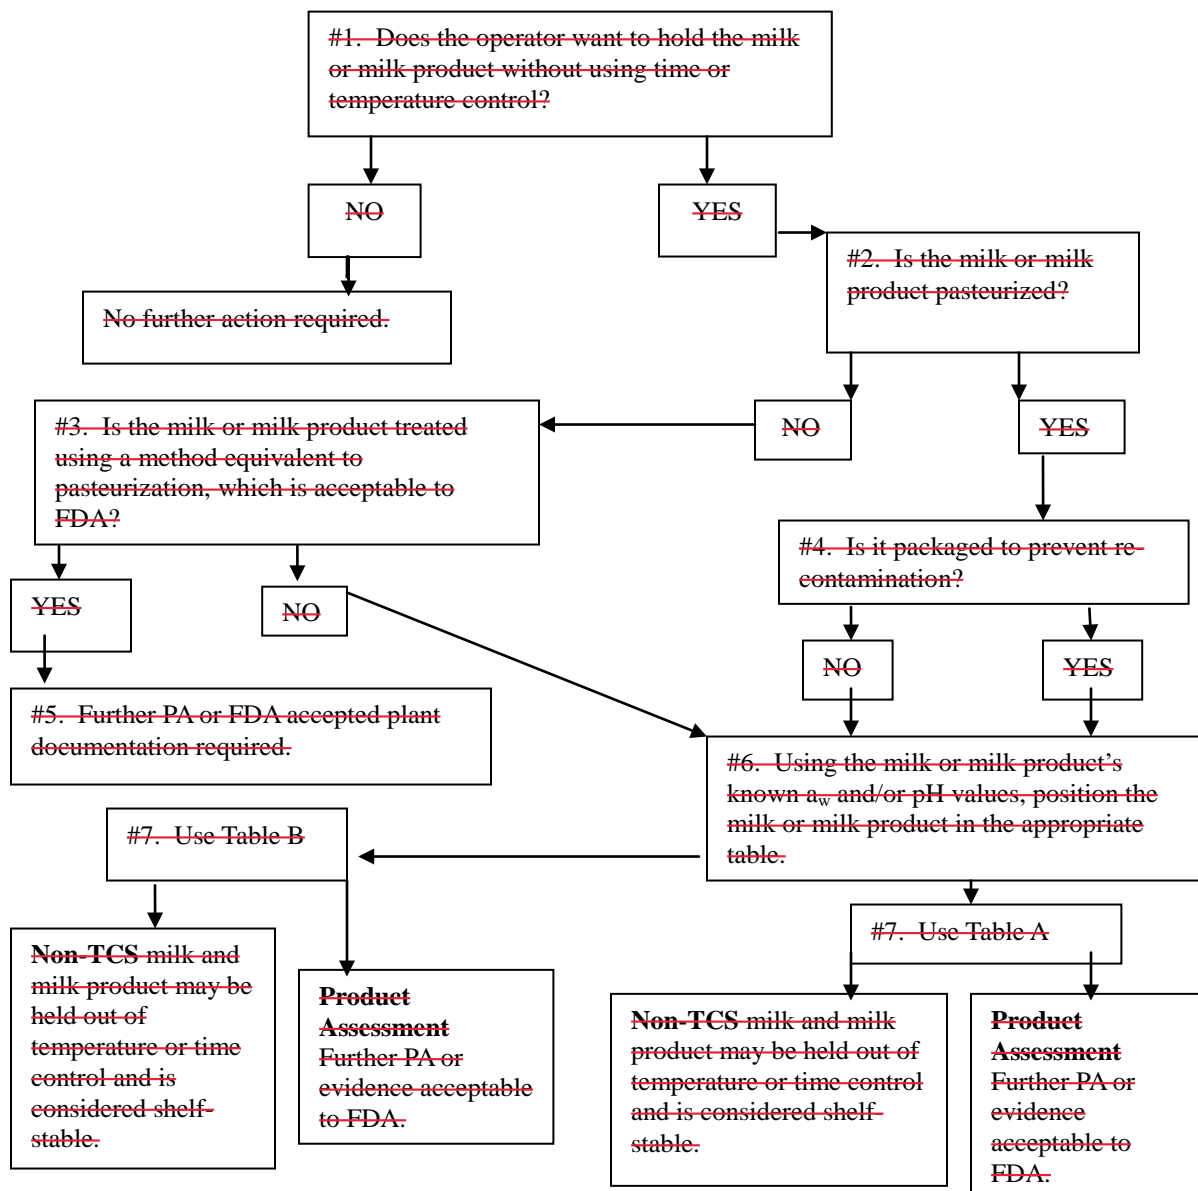 #1. Does the operator want to hold the milk
or milk product without using time or
temperature control?
NO
YES
#2. Is the milk or milk
product pasteurized?
No further action required.
#3. Is the milk or milk product treated
using a method equivalent to
pasteurization, which is acceptable to
FDA?
NO
YES
#4. Is it packaged to prevent re-
contamination?
YES
NO
NO
YES
#5. Further PA or FDA accepted plant
documentation required.
#6. Using the milk or milk product's
known aw and/or pH values, position the
milk or milk product in the appropriate
table.
#7. Use Table B
#7. Use Table A
Non-TCS milk and
milk product may be
held out of
temperature or time
control and is
considered shelf-
stable.
Product
Assessment
Further PA or
evidence acceptable
to FDA.
Non-TCS milk and milk
product may be held out of
temperature or time control
and is considered shelf-
stable.
Product
Assessment
Further PA or
evidence
acceptable to
FDA.